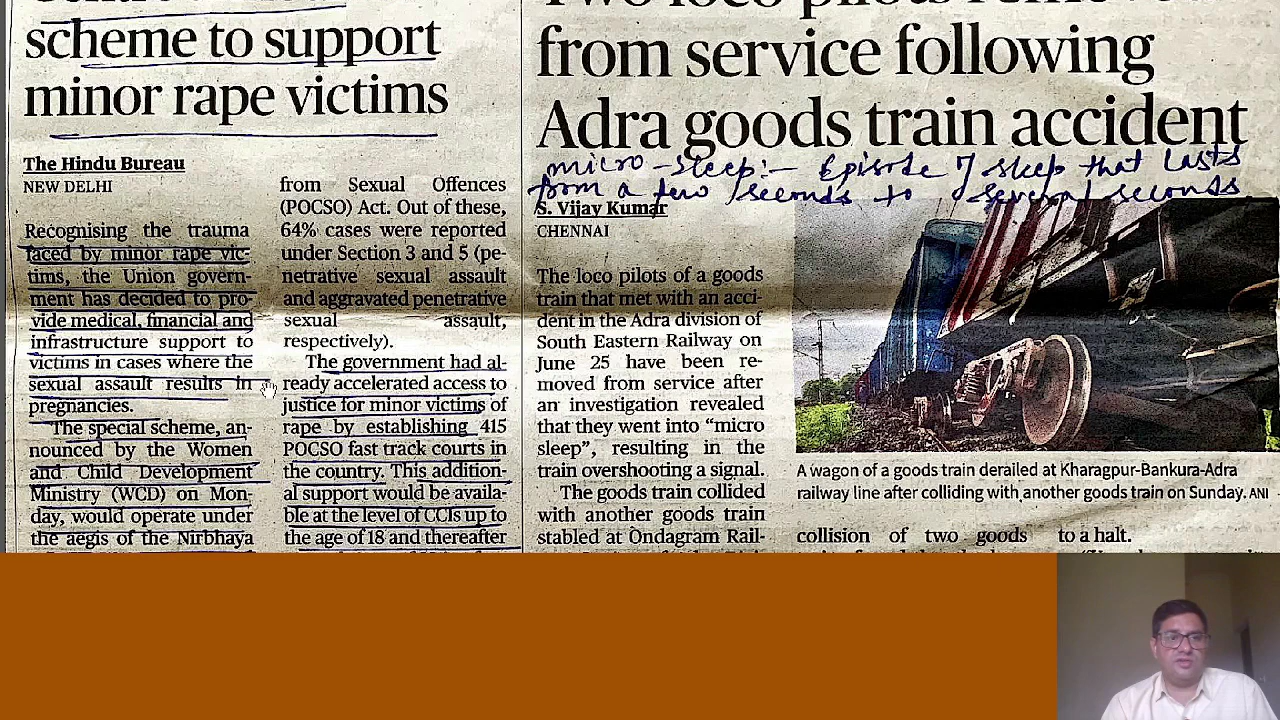 scheme to support
minor rape victims
The Hindu Bureau
NEW DELHI
Recognising the trauma
faced by minor rape vic-
tims, the Union govern-
ment has decided to pro-
vide medical, financial and
infrastructure support to
victims in cases where the
sexual assault results in
pregnancies.
The special scheme, an-
nounced by the Women
and Child Development
Ministry (WCD) on Mon-
day, would operate under
the aegis of the Nirbhaya
from Sexual Offences
(POCSO) Act. Out of these,
64% cases were reported
under Section 3 and 5 (pe-
netrative sexual assault
and aggravated penetrative
sexual assault,
respectively).
The government had al-
ready accelerated access to
justice for minor victims of
rape by establishing 415
POCSO fast track courts in
the country. This addition-
al support would be availa-
ble at the level of CCIs up to
the age of 18 and thereafter
Two loco pilots
from service following
Adra goods train accident
micro-sleep:- Episode of sleep that lasts
from a few seconds to several seconds
S. Vijay Kumar
CHENNAI
The loco pilots of a goods
train that met with an acci-
dent in the Adra division of
South Eastern Railway on
June 25 have been re-
moved from service after
an investigation revealed
that they went into “micro
sleep”, resulting in the
train overshooting a signal.
The goods train collided
with another goods train
stabled at Ondagram Rail-
A wagon of a goods train derailed at Kharagpur-Bankura-Adra
railway line after colliding with another goods train on Sunday. ANI
collision of two goods
to a halt.